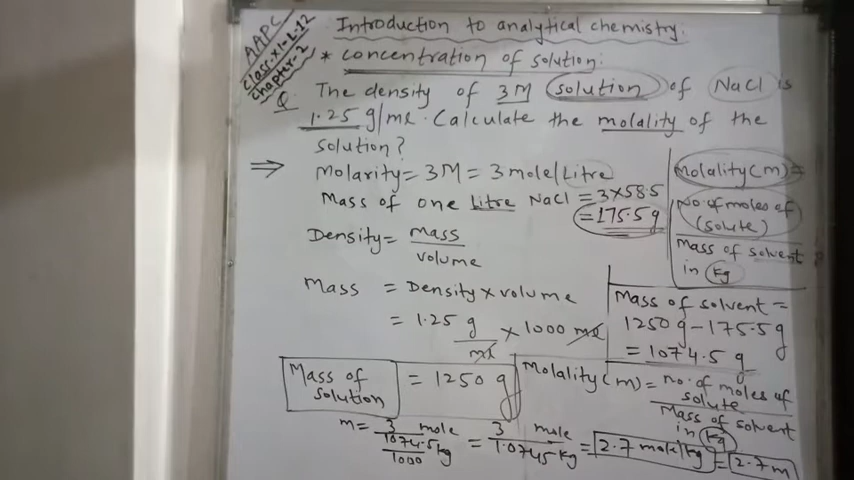 AAPC
Class-XI-L-12
Chapter-2
Introduction to analytical chemistry:
* concentration of solution:
Q The density of 3M solution of NaCl is
1.25 g/ml. Calculate the molality of the
solution?
⇒ Molarity = 3M = 3 mole/Litre
Mass of one Litre NaCl = 3×58.5
= 175.5 g
Density = mass
volume
Mass = Density × volume
= 1.25 g × 1000 ml
ml
Mass of solution = 1250 g
Molality(m) =
No. of moles of
(solute)
Mass of solvent
in kg
Mass of solvent =
1250 g - 175.5 g
= 1074.5 g
Molality(m) = no. of moles of
solute
Mass of solvent
in kg
m = 3 mole = 3 mole = 2.7 mole/kg = 2.7 m
1074.5 kg 1.0745 kg
1000